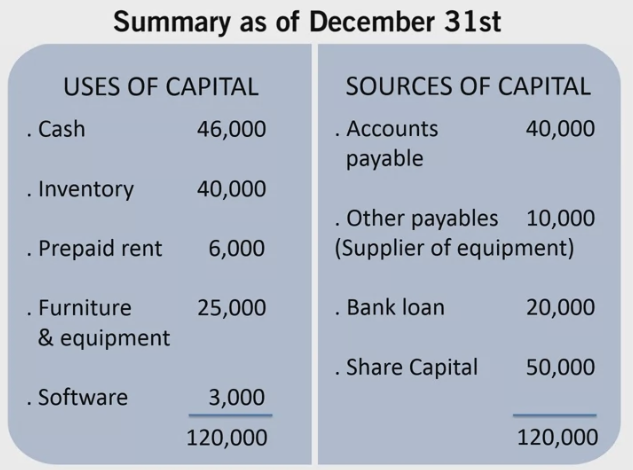 Summary as of December 31st
USES OF CAPITAL
. Cash 46,000
. Inventory 40,000
. Prepaid rent 6,000
. Furniture 25,000
& equipment
. Software 3,000
120,000
SOURCES OF CAPITAL
. Accounts 40,000
payable
. Other payables 10,000
(Supplier of equipment)
. Bank loan 20,000
. Share Capital 50,000
120,000